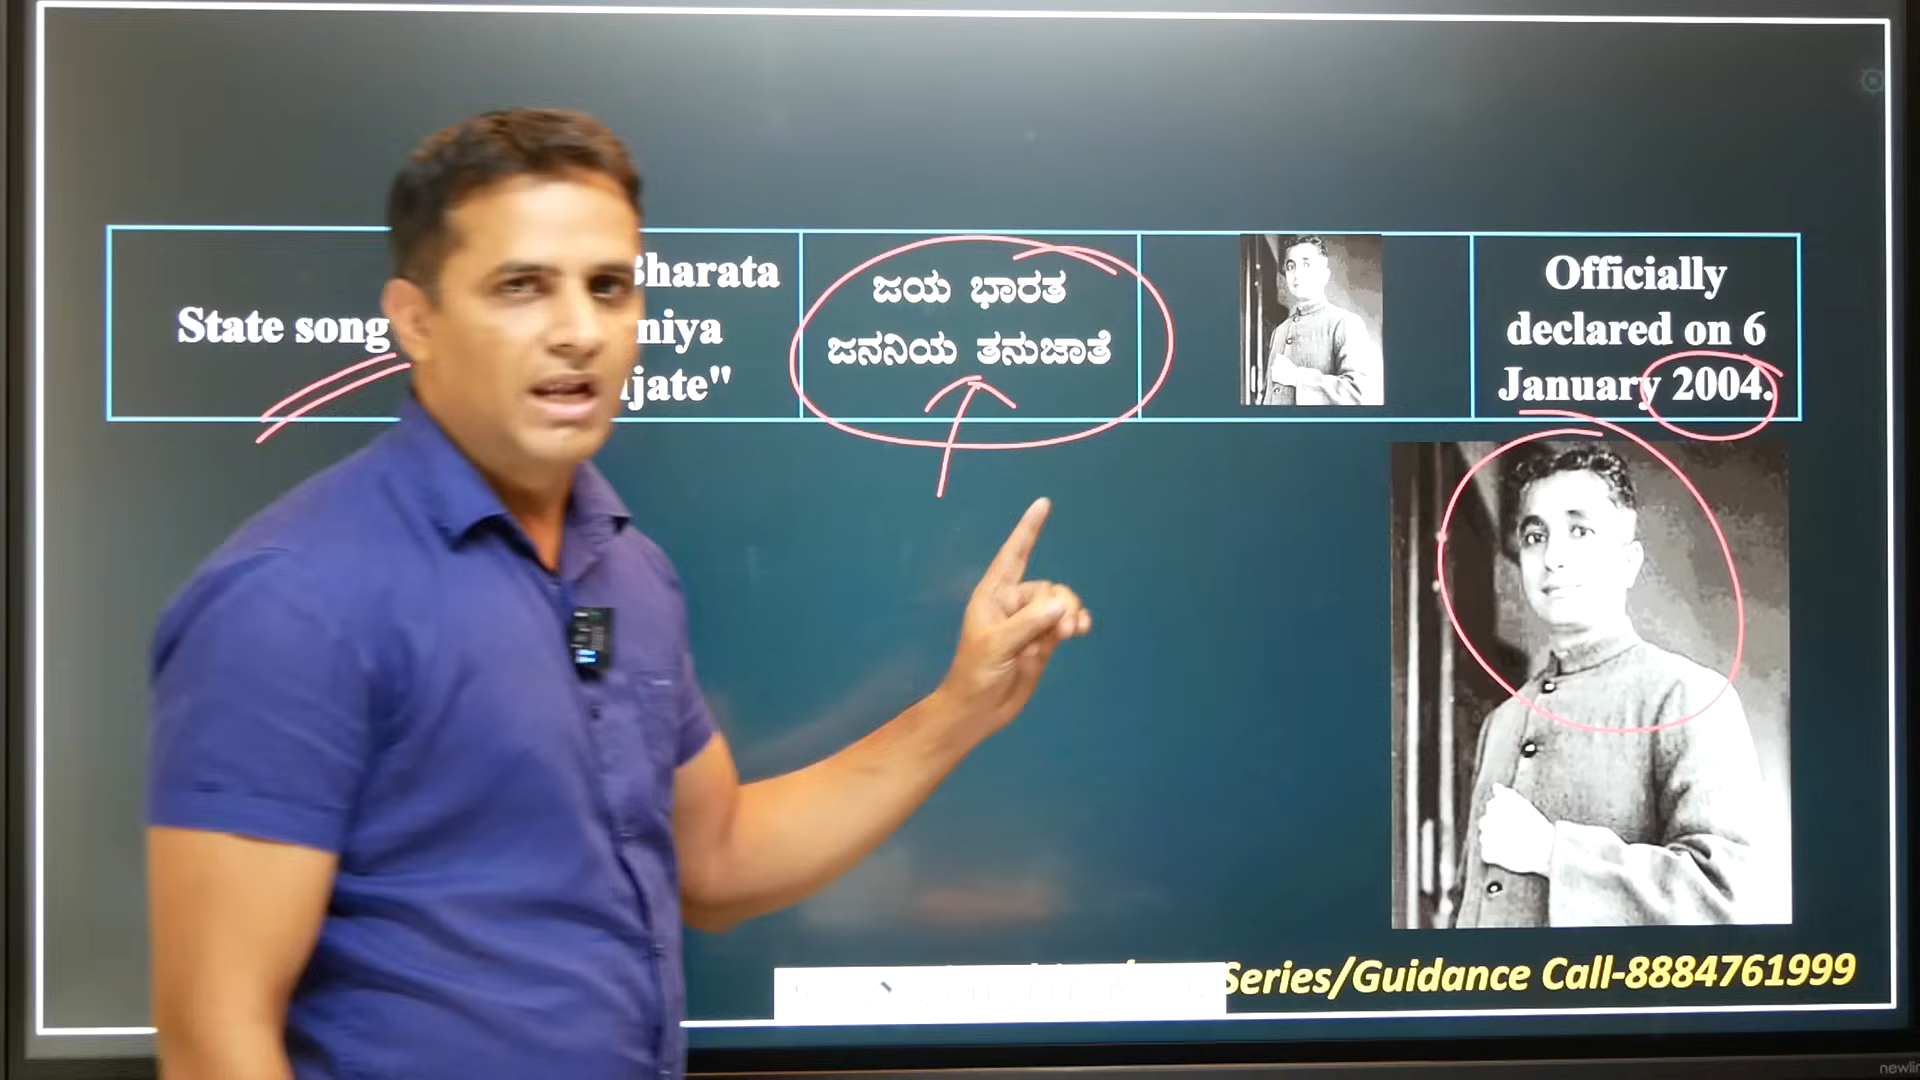 State song
Bharata
niya
jate"
ಜಯ ಭಾರತ
ಜನನಿಯ ತನುಜಾತೆ
Officially
declared on 6
January 2004.
Series/Guidance Call-8884761999
newlin